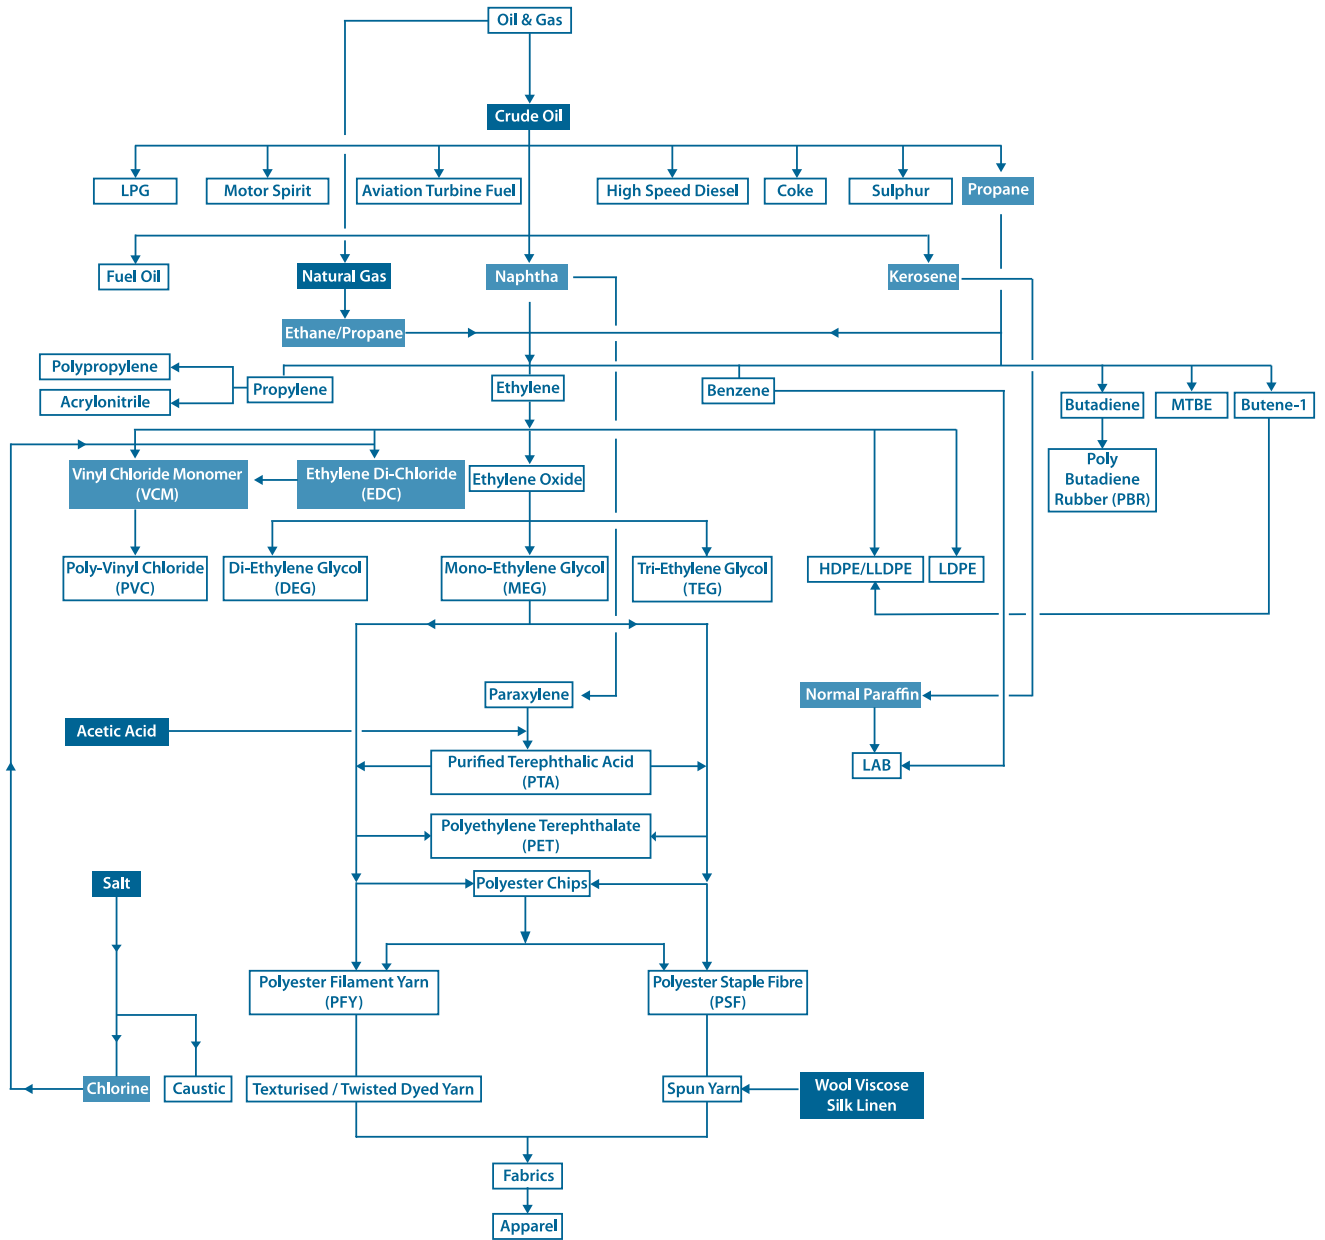 Oil & Gas
Crude Oil
LPG
Motor Spirit
Aviation Turbine Fuel
High Speed Diesel
Coke
Sulphur
Propane
Fuel Oil
Natural Gas
Naphtha
Kerosene
Ethane/Propane
Polypropylene
Acrylonitrile
Propylene
Ethylene
Benzene
Butadiene
MTBE
Butene-1
Vinyl Chloride Monomer
(VCM)
Ethylene Di-Chloride
(EDC)
Ethylene Oxide
Poly
Butadiene
Rubber (PBR)
Poly-Vinyl Chloride
(PVC)
Di-Ethylene Glycol
(DEG)
Mono-Ethylene Glycol
(MEG)
Tri-Ethylene Glycol
(TEG)
HDPE/LLDPE
LDPE
Paraxylene
Normal Paraffin
Acetic Acid
Purified Terephthalic Acid
(PTA)
LAB
Polyethylene Terephthalate
(PET)
Salt
Polyester Chips
Polyester Filament Yarn
(PFY)
Polyester Staple Fibre
(PSF)
Chlorine
Caustic
Texturised / Twisted Dyed Yarn
Spun Yarn
Wool Viscose
Silk Linen
Fabrics
Apparel